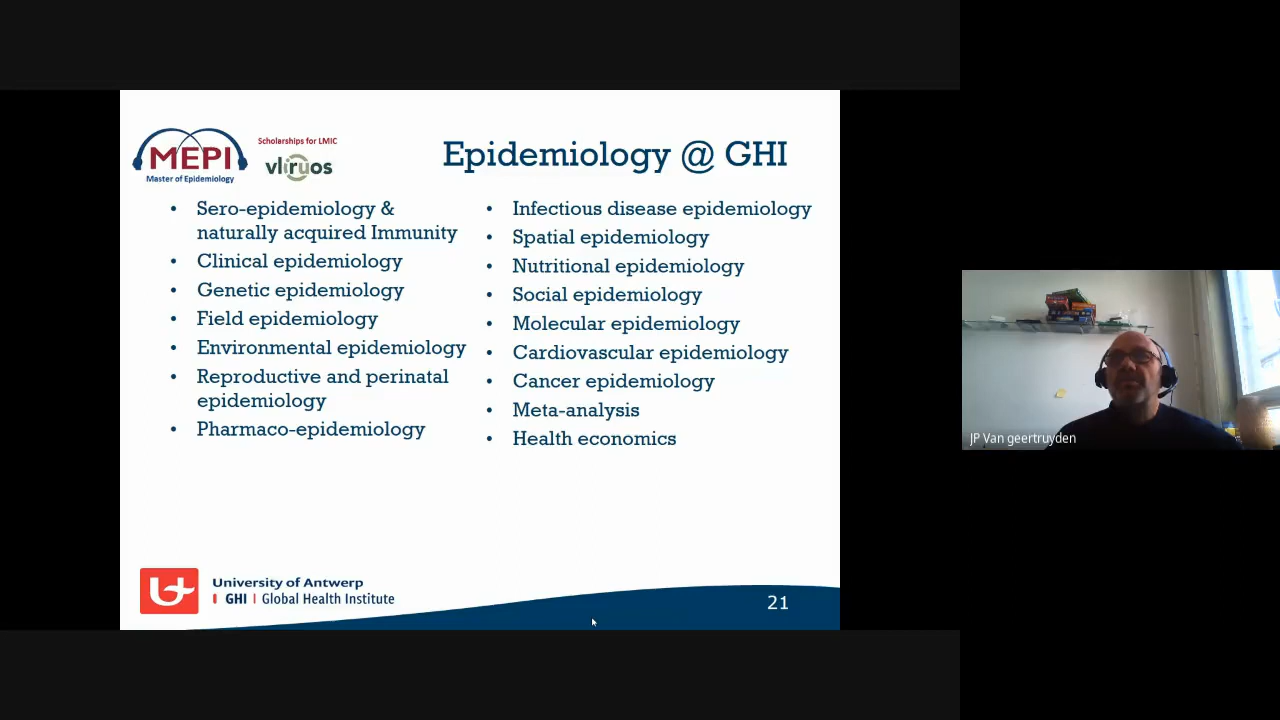 MEPI
Master of Epidemiology
Scholarships for LMIC
vliruos
Epidemiology @ GHI
• Sero-epidemiology &
naturally acquired Immunity
• Clinical epidemiology
• Genetic epidemiology
• Field epidemiology
• Environmental epidemiology
• Reproductive and perinatal
epidemiology
• Pharmaco-epidemiology
• Infectious disease epidemiology
• Spatial epidemiology
• Nutritional epidemiology
• Social epidemiology
• Molecular epidemiology
• Cardiovascular epidemiology
• Cancer epidemiology
• Meta-analysis
• Health economics
University of Antwerp
GHI | Global Health Institute
21
JP Van geertruyden